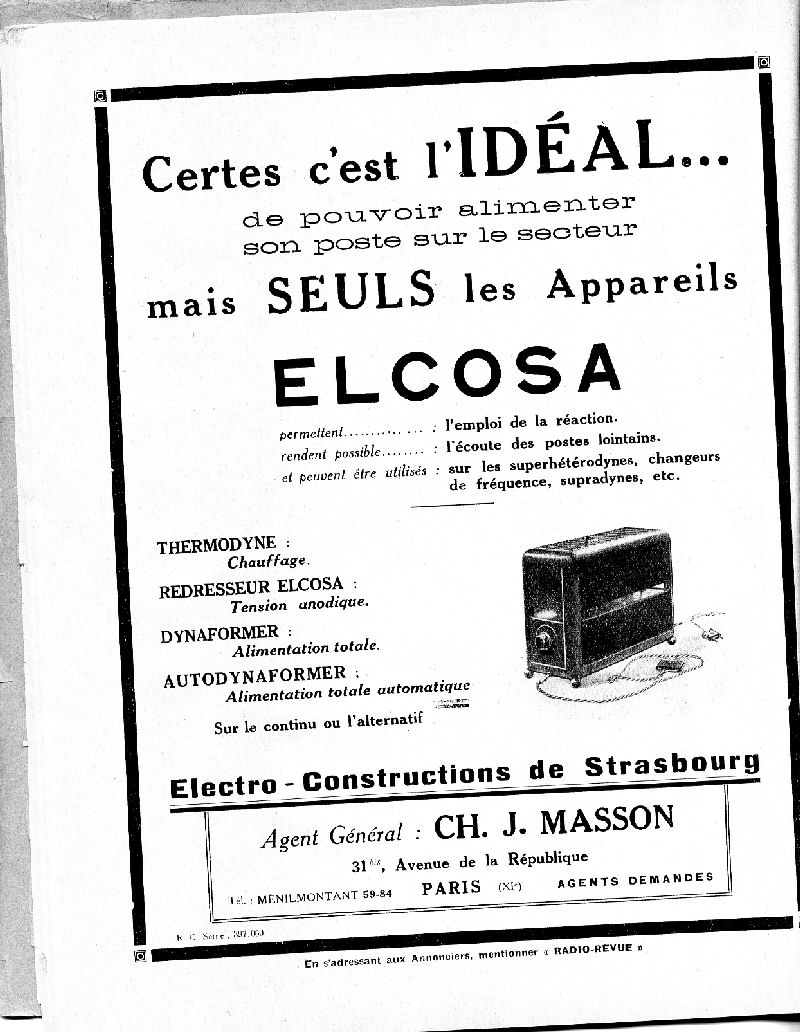 Certes c'est l'IDÉAL...
de pouvoir alimenter
son poste sur le secteur
mais SEULS les Appareils
ELCOSA
permettent.............. : l'emploi de la réaction.
rendent possible........ : l'écoute des postes lointains.
et peuvent être utilisés : sur les superhétérodynes, changeurs
de fréquence, supradynes, etc.
THERMODYNE :
Chauffage.
REDRESSEUR ELCOSA :
Tension anodique.
DYNAFORMER :
Alimentation totale.
AUTODYNAFORMER :
Alimentation totale automatique
Sur le continu ou l'alternatif
Electro-Constructions de Strasbourg
Agent Général : CH. J. MASSON
31bis, Avenue de la République
Tél. : MENILMONTANT 59-84 PARIS (XIe) AGENTS DEMANDES
R. C. Seine,
En s'adressant aux Annonciers, mentionner « RADIO-REVUE »